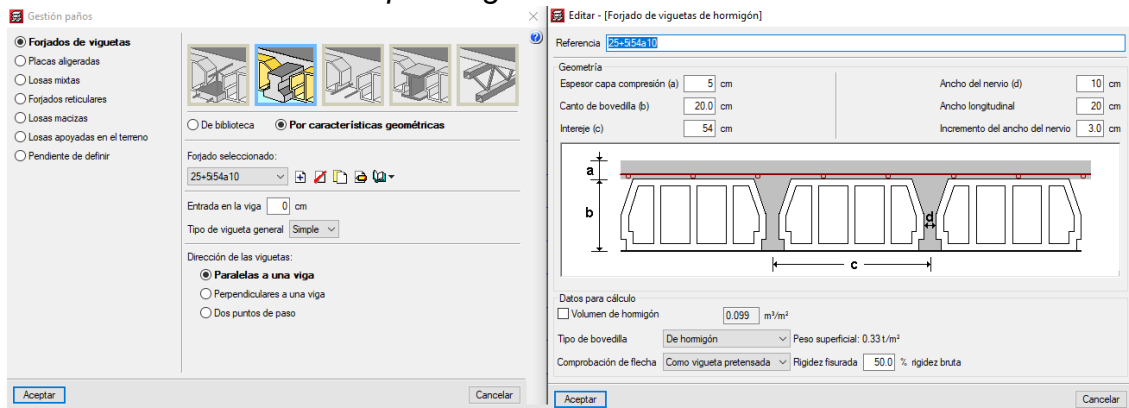 Gestión paños
Forjados de viguetas
Placas aligeradas
Losas mixtas
Forjados reticulares
Losas macizas
Losas apoyadas en el terreno
Pendiente de definir
De biblioteca Por características geométricas
Forjado seleccionado:
25+5i54a10
Entrada en la viga 0 cm
Tipo de vigueta general Simple
Dirección de las viguetas:
Paralelas a una viga
Perpendiculares a una viga
Dos puntos de paso
Aceptar Cancelar
Editar - [Forjado de viguetas de hormigón]
Referencia 25+5i54a10
Geometría
Espesor capa compresión (a) 5 cm Ancho del nervio (d) 10 cm
Canto de bovedilla (b) 20.0 cm Ancho longitudinal 20 cm
Intereje (c) 54 cm Incremento del ancho del nervio 3.0 cm
a
b
d
c
Datos para cálculo
Volumen de hormigón 0.099 m³/m²
Tipo de bovedilla De hormigón Peso superficial: 0.33 t/m²
Comprobación de flecha Como vigueta pretensada Rigidez fisurada 50.0 % rigidez bruta
Aceptar Cancelar